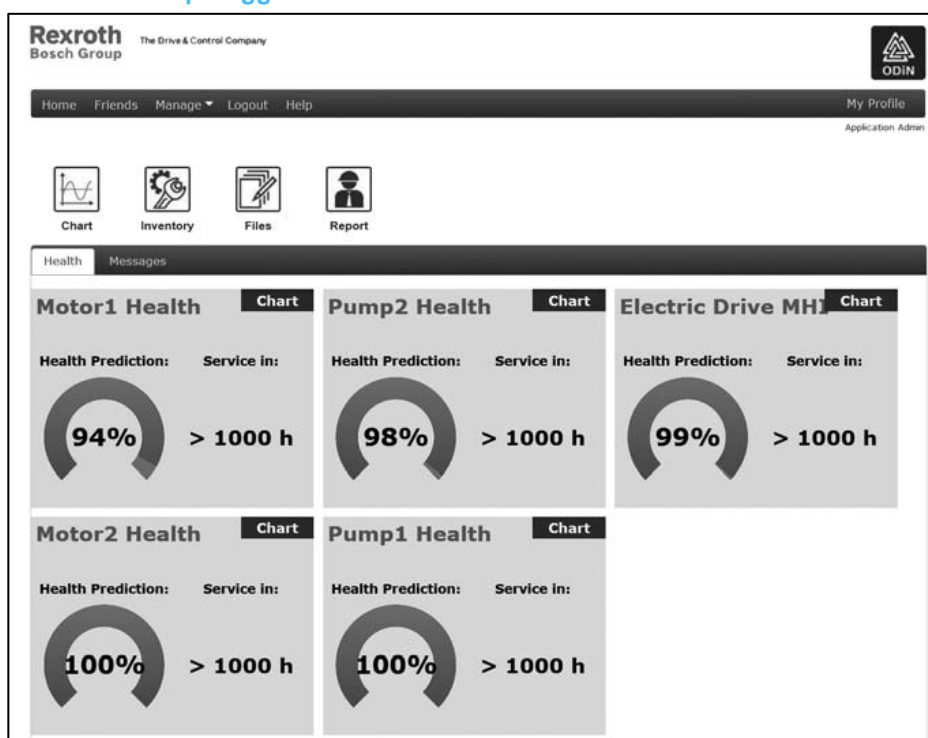 Rexroth
Bosch Group
The Drive & Control Company
ODiN
Home Friends Manage Logout Help My Profile
Application Admin
Chart Inventory Files Report
Health Messages
Motor1 Health Chart
Health Prediction: Service in:
94% > 1000 h
Pump2 Health Chart
Health Prediction: Service in:
98% > 1000 h
Electric Drive MHI Chart
Health Prediction: Service in:
99% > 1000 h
Motor2 Health Chart
Health Prediction: Service in:
100% > 1000 h
Pump1 Health Chart
Health Prediction: Service in:
100% > 1000 h